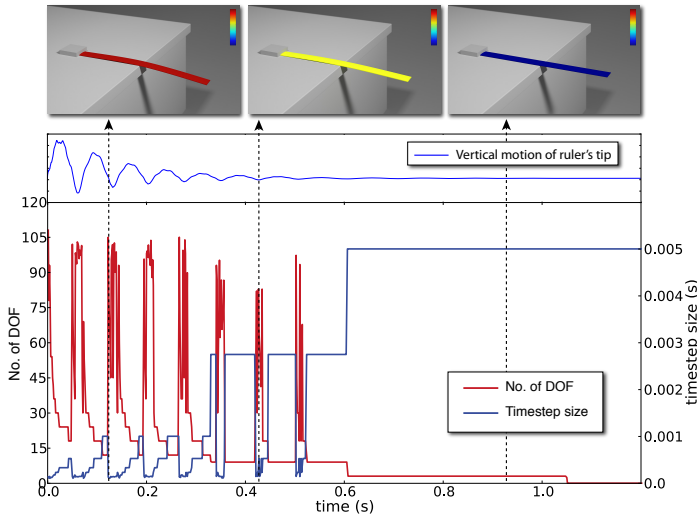 Vertical motion of ruler's tip
120
105
90
75
60
45
30
15
0
No. of DOF
0.005
0.004
0.003
0.002
0.001
0.0
timestep size (s)
No. of DOF
Timestep size
0.0 0.2 0.4 0.6 0.8 1.0
time (s)